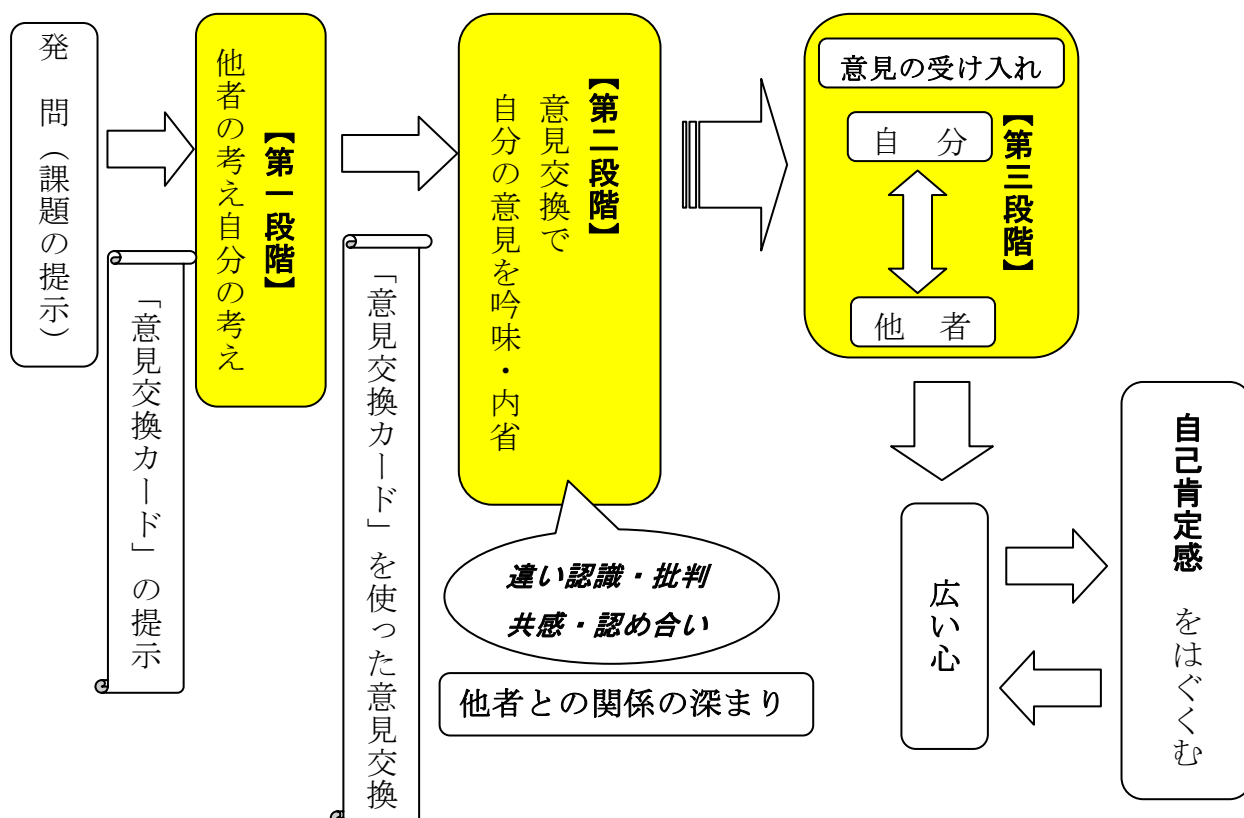 発　問（課題の提示）
「意見交換カード」の提示
【第一段階】
他者の考え自分の考え
「意見交換カード」を使った意見交換
【第二段階】
意見交換で
自分の意見を吟味・内省
違い認識・批判
共感・認め合い
他者との関係の深まり
意見の受け入れ
【第三段階】
自　分
他　者
広い心
自己肯定感　をはぐくむ